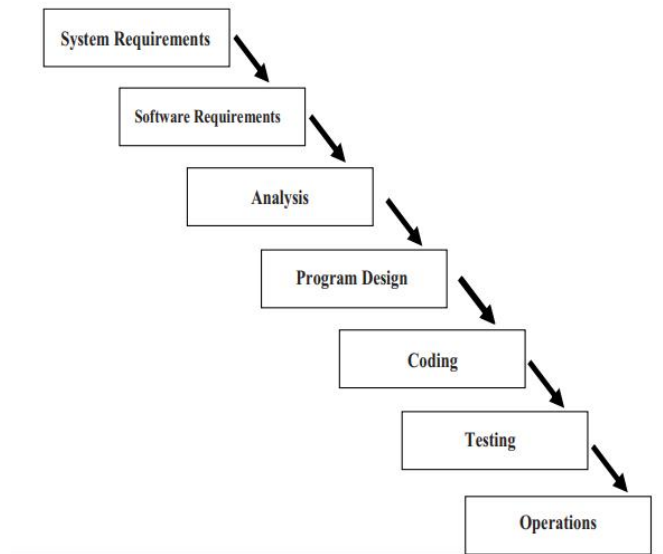 System Requirements
Software Requirements
Analysis
Program Design
Coding
Testing
Operations